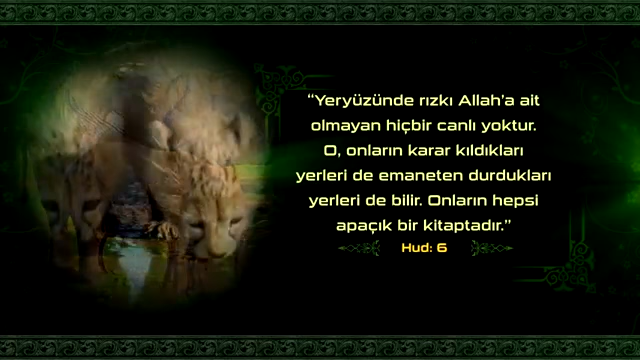 “Yeryüzünde rızkı Allah’a ait
olmayan hiçbir canlı yoktur.
O, onların karar kıldıkları
yerleri de emaneten durdukları
yerleri de bilir. Onların hepsi
apaçık bir kitaptadır.”
Hud: 6